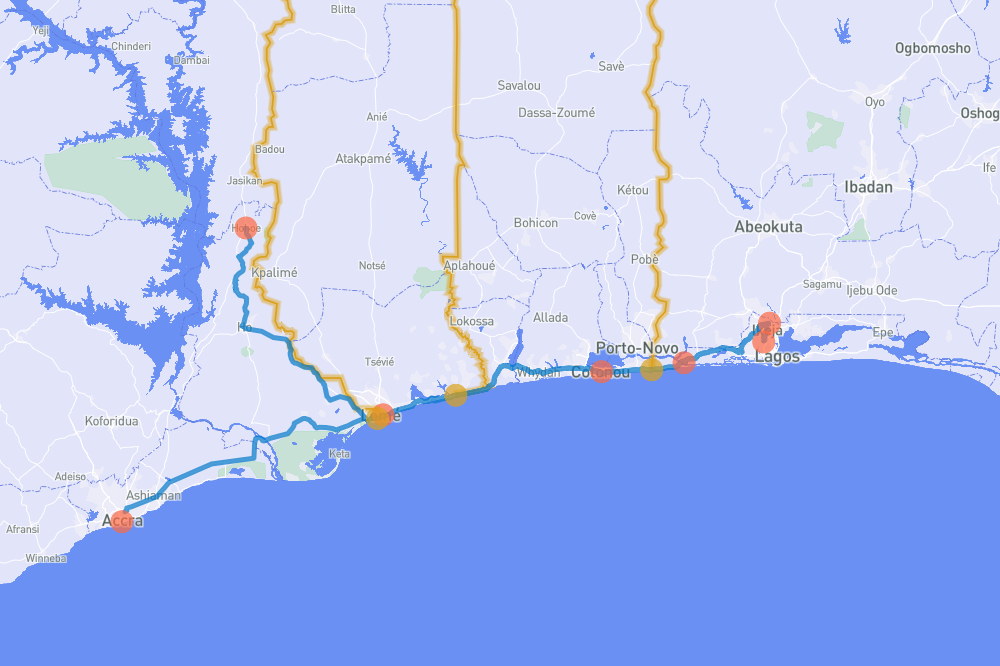 Blitta
Yeji
Chinderi
Ogbomosho
Dambai
Savè
Savalou
Oyo
Dassa-Zoumé
Anié
Oshog
Badou
Atakpamé
Ife
Jasikan
Ibadan
Kétou
Covè
Bohicon
Abeokuta
Hohoe
Pobè
Notsé
Aplahoué
Kpalimé
Sagamu
Ijebu Ode
Allada
Lokossa
Ho
Ikeja
Epe
Porto-Novo
Lagos
Tsévié
Whydah
Cotonou
Lomé
Koforidua
Keta
Adeiso
Ashiaman
Accra
Afransi
Winneba